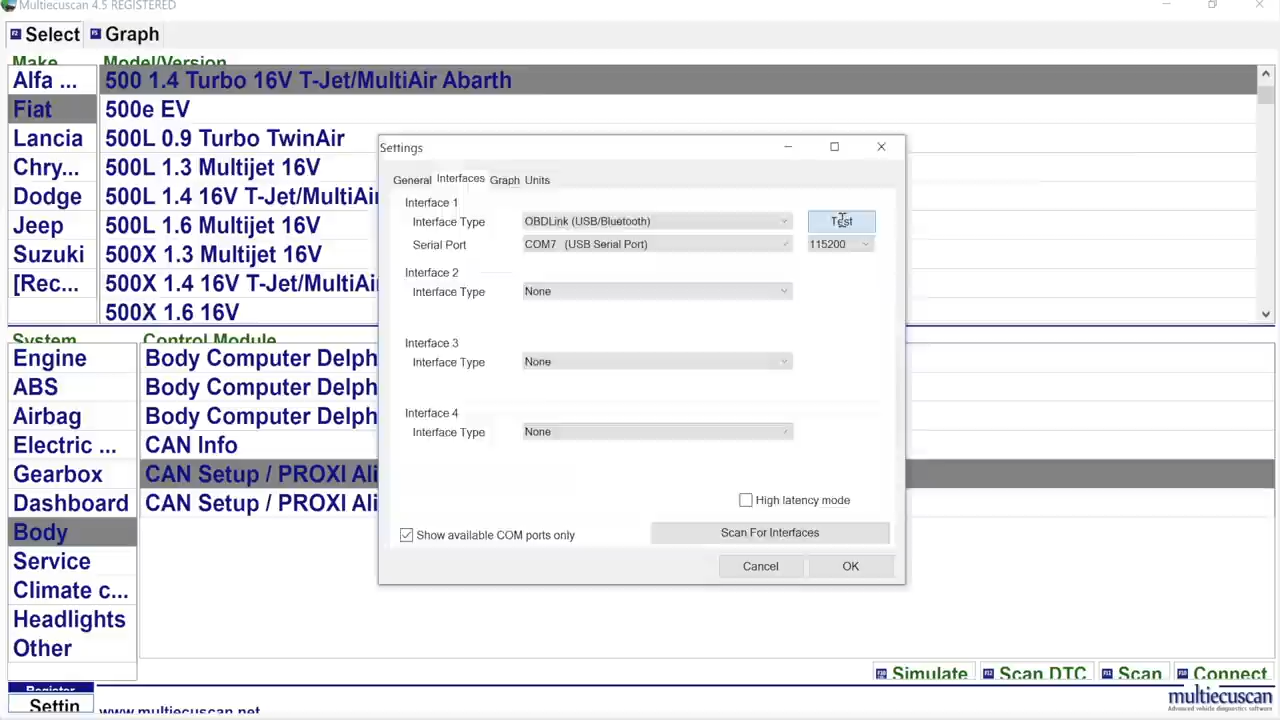 Multiecuscan 4.5 REGISTERED
F2 Select F5 Graph
Make Model/Version
Alfa ... 500 1.4 Turbo 16V T-Jet/MultiAir Abarth
Fiat 500e EV
Lancia 500L 0.9 Turbo TwinAir
Chry... 500L 1.3 Multijet 16V
Dodge 500L 1.4 16V T-Jet/MultiAi
Jeep 500L 1.6 Multijet 16V
Suzuki 500X 1.3 Multijet 16V
[Rec... 500X 1.4 16V T-Jet/MultiAi
500X 1.6 16V
Settings
General Interfaces Graph Units
Interface 1
Interface Type OBDLink (USB/Bluetooth) Test
Serial Port COM7 (USB Serial Port) 115200
Interface 2
Interface Type None
Interface 3
Interface Type None
Interface 4
Interface Type None
High latency mode
Show available COM ports only Scan For Interfaces
Cancel OK
System Control Module
Engine Body Computer Delph
ABS Body Computer Delph
Airbag Body Computer Delph
Electric ... CAN Info
Gearbox CAN Setup / PROXI Ali
Dashboard CAN Setup / PROXI Ali
Body
Service
Climate c...
Headlights
Other
Simulate Scan DTC Scan F10 Connect
Register
Settin www.multiecuscan.net
multiecuscan
Advanced vehicle diagnostics software